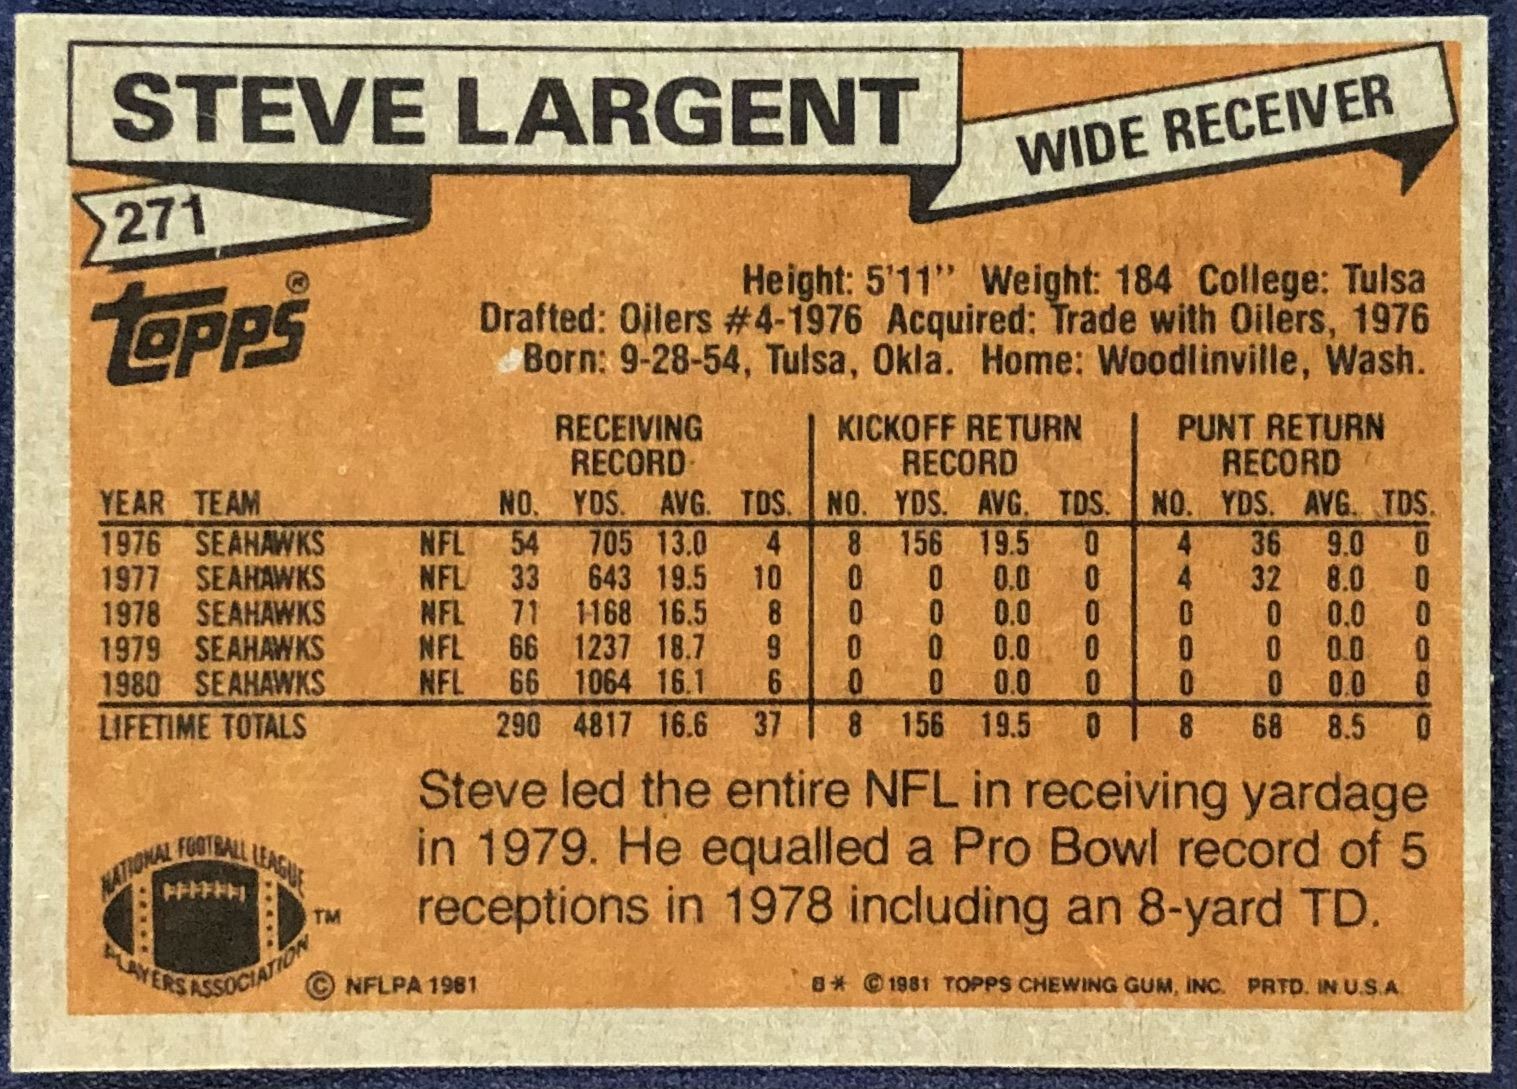 STEVE LARGENT
WIDE RECEIVER
271
Topps®
Height: 5'11'' Weight: 184 College: Tulsa
Drafted: Oilers #4-1976 Acquired: Trade with Oilers, 1976
Born: 9-28-54, Tulsa, Okla. Home: Woodlinville, Wash.
RECEIVING RECORD KICKOFF RETURN RECORD PUNT RETURN RECORD
YEAR TEAM NO. YDS. AVG. TDS. NO. YDS. AVG. TDS. NO. YDS. AVG. TDS.
1976 SEAHAWKS NFL 54 705 13.0 4 8 156 19.5 0 4 36 9.0 0
1977 SEAHAWKS NFL 33 643 19.5 10 0 0 0.0 0 4 32 8.0 0
1978 SEAHAWKS NFL 71 1168 16.5 8 0 0 0.0 0 0 0 0.0 0
1979 SEAHAWKS NFL 66 1237 18.7 9 0 0 0.0 0 0 0 0.0 0
1980 SEAHAWKS NFL 66 1064 16.1 6 0 0 0.0 0 0 0 0.0 0
LIFETIME TOTALS 290 4817 16.6 37 8 156 19.5 0 8 68 8.5 0
Steve led the entire NFL in receiving yardage
in 1979. He equalled a Pro Bowl record of 5
receptions in 1978 including an 8-yard TD.
NATIONAL FOOTBALL LEAGUE
PLAYERS ASSOCIATION
TM
© NFLPA 1981
B* ©1981 TOPPS CHEWING GUM, INC. PRTD. IN U.S.A.